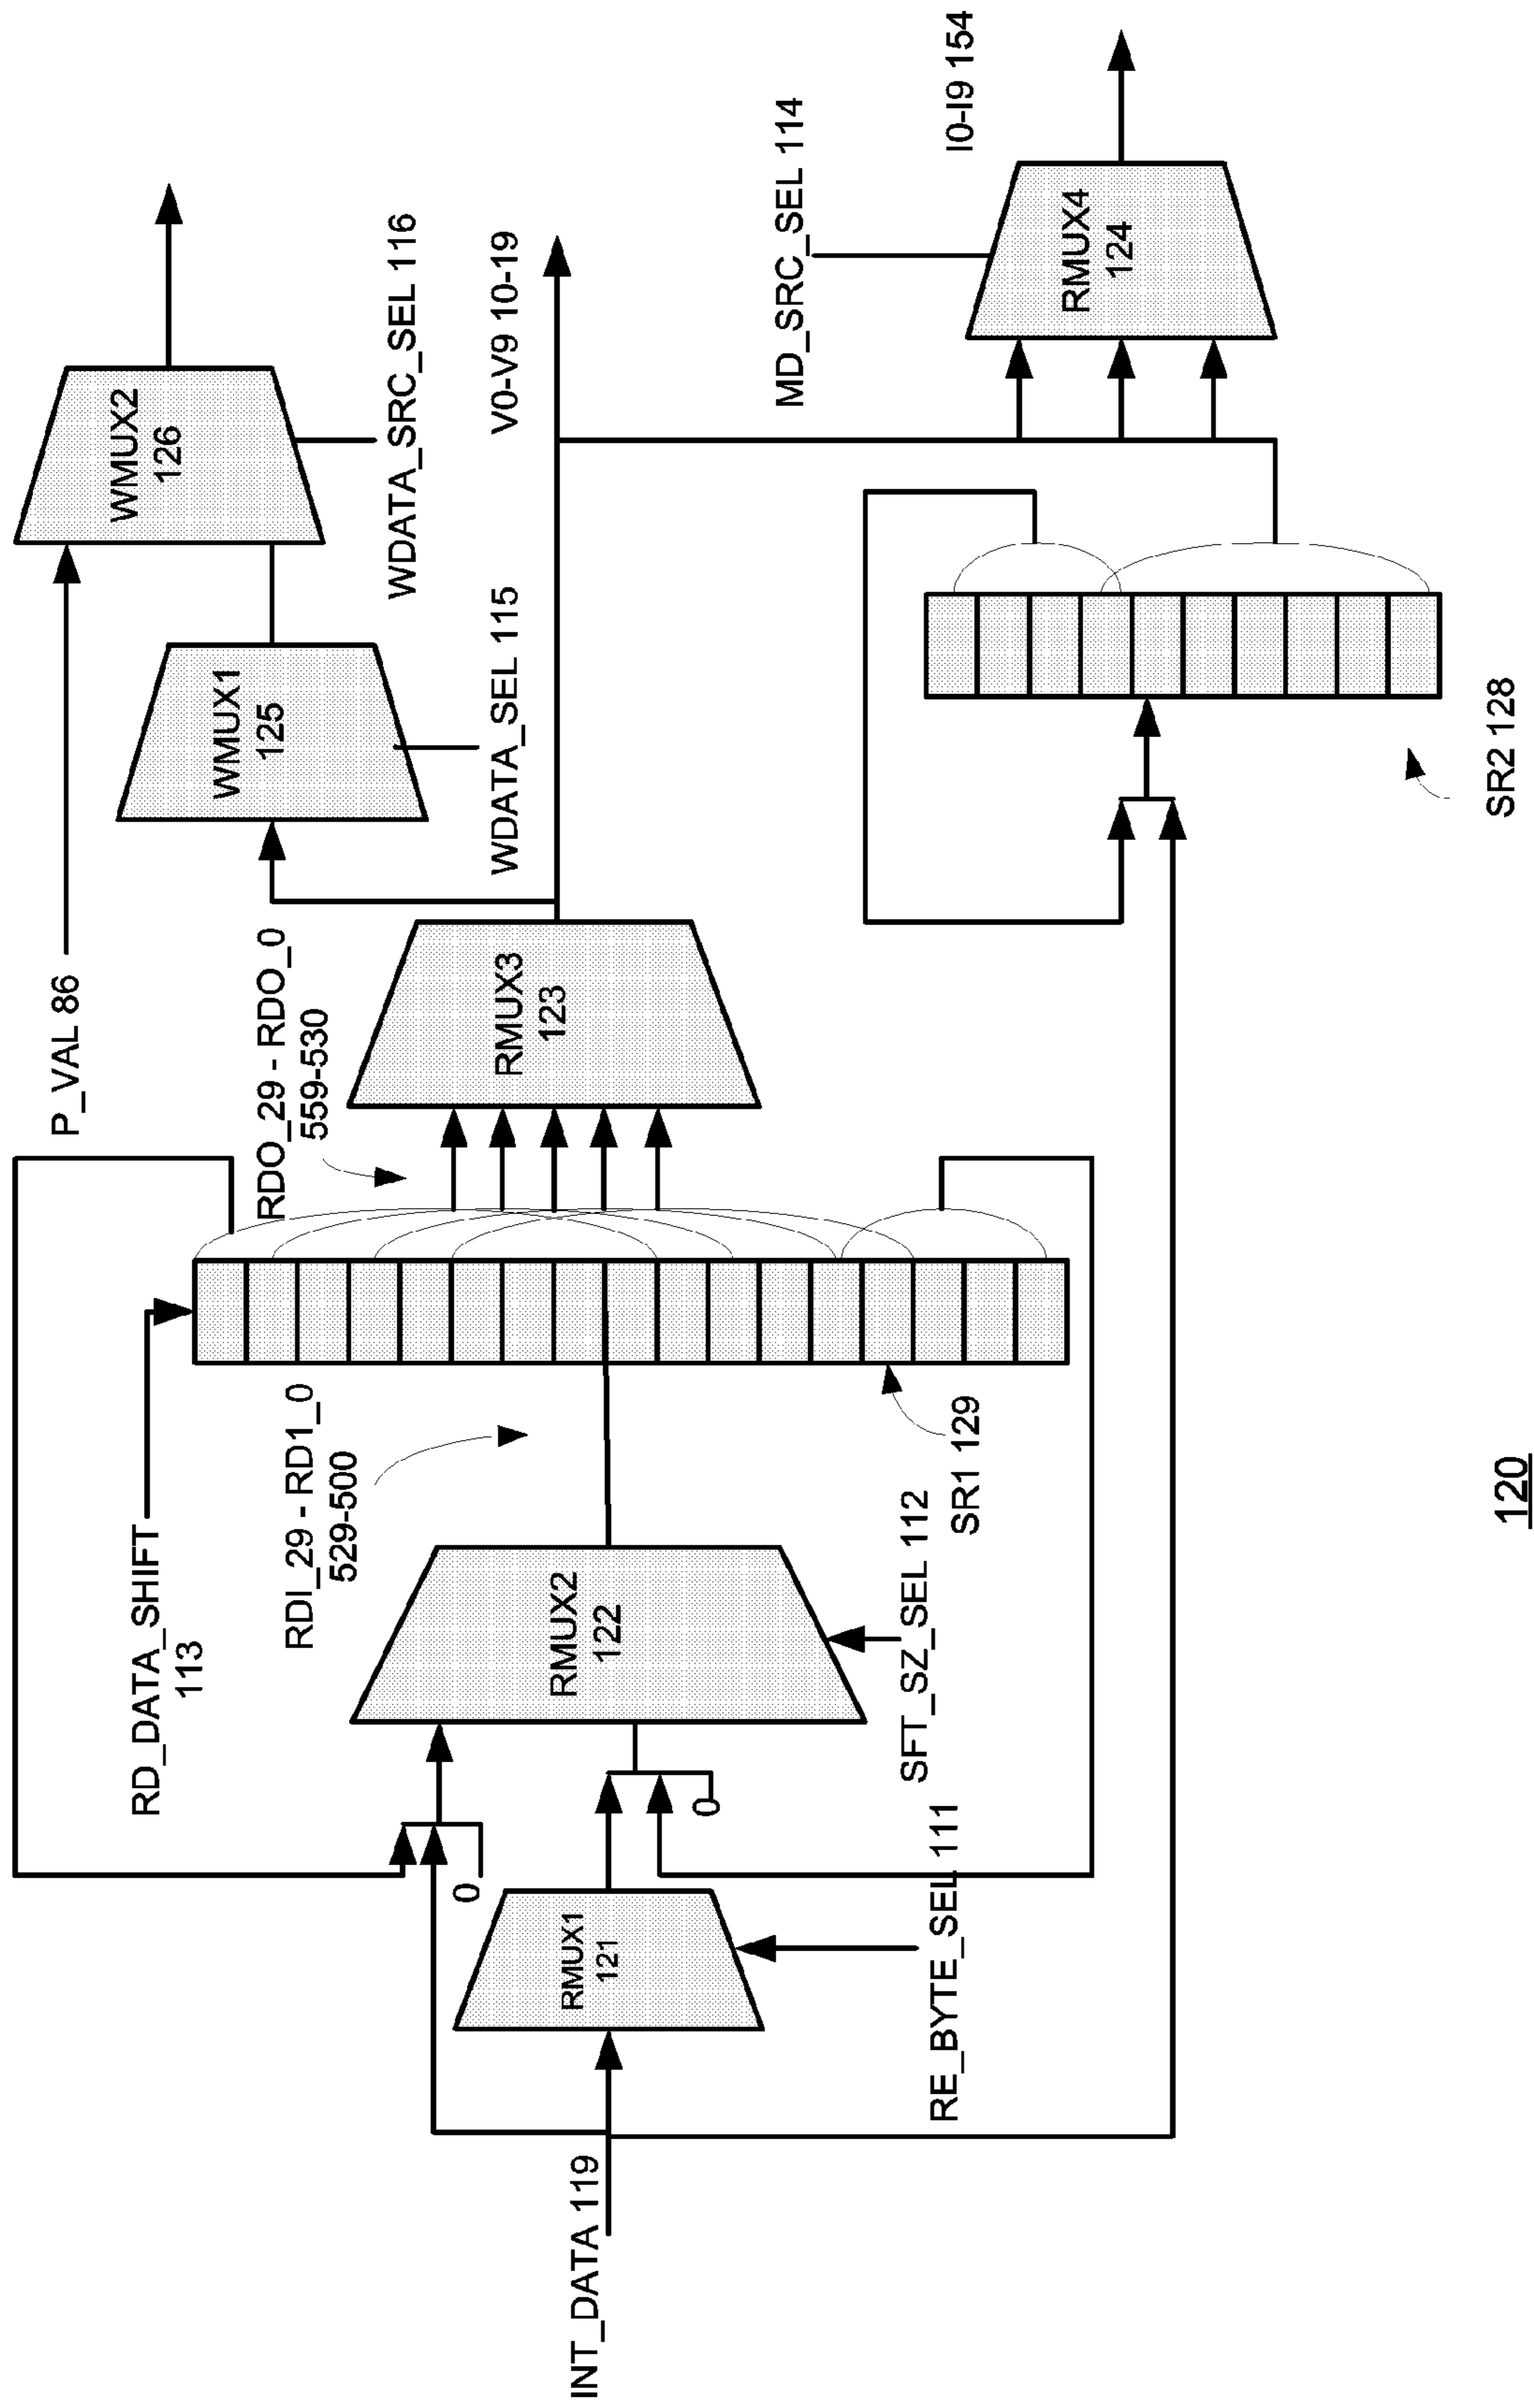 P_VAL 86
WMUX2
126
WDATA_SRC_SEL 116
WMUX1
125
WDATA_SEL 115
V0-V9 10-19
MD_SRC_SEL 114
I0-I9 154
RMUX4
124
RD_DATA_SHIFT
113
RDO_29 - RDO_0
559-530
RMUX3
123
RDI_29 - RD1_0
529-500
RMUX2
122
SR1 129
SFT_SZ_SEL 112
0
0
RMUX1
121
RE_BYTE_SEL 111
INT_DATA 119
SR2 128
120